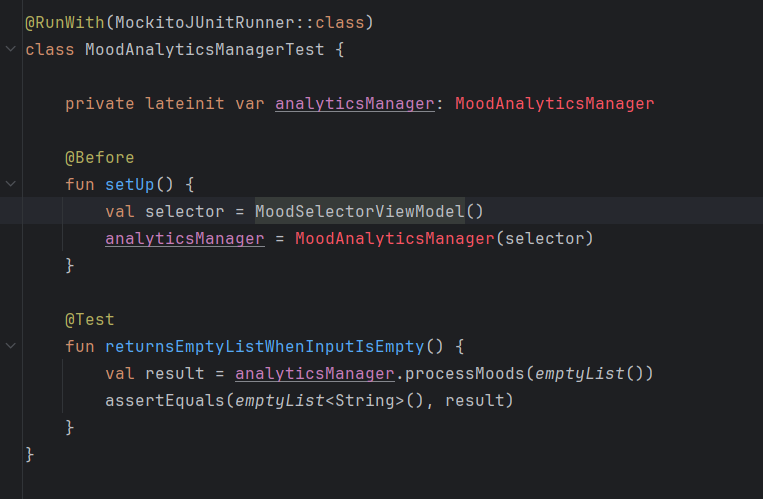 @RunWith(MockitoJUnitRunner::class)
class MoodAnalyticsManagerTest {
private lateinit var analyticsManager: MoodAnalyticsManager
@Before
fun setUp() {
val selector = MoodSelectorViewModel()
analyticsManager = MoodAnalyticsManager(selector)
}
@Test
fun returnsEmptyListWhenInputIsEmpty() {
val result = analyticsManager.processMoods(emptyList())
assertEquals(emptyList<String>(), result)
}
}